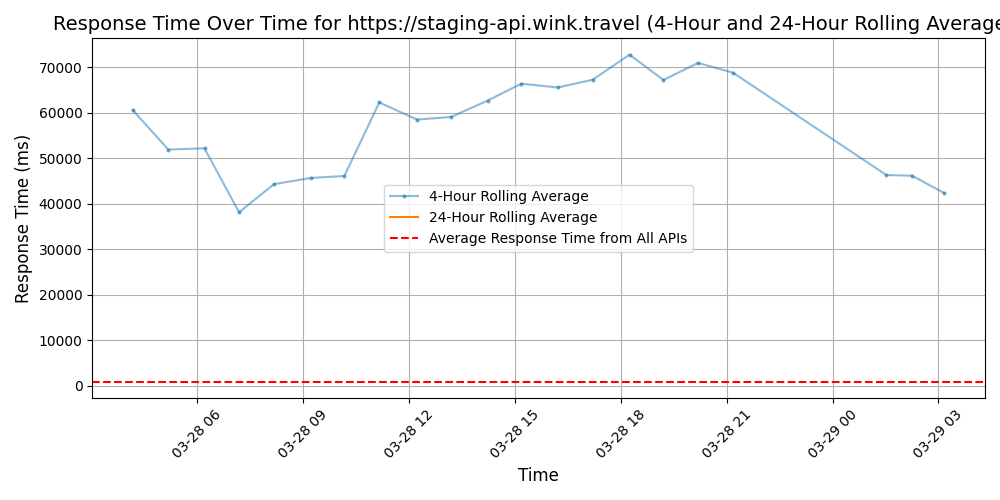 Response Time Over Time for https://staging-api.wink.travel (4-Hour and 24-Hour Rolling Average
Response Time (ms)
70000
60000
50000
40000
30000
20000
10000
0
4-Hour Rolling Average
24-Hour Rolling Average
Average Response Time from All APIs
03-28 06
03-28 09
03-28 12
03-28 15
03-28 18
03-28 21
03-29 00
03-29 03
Time